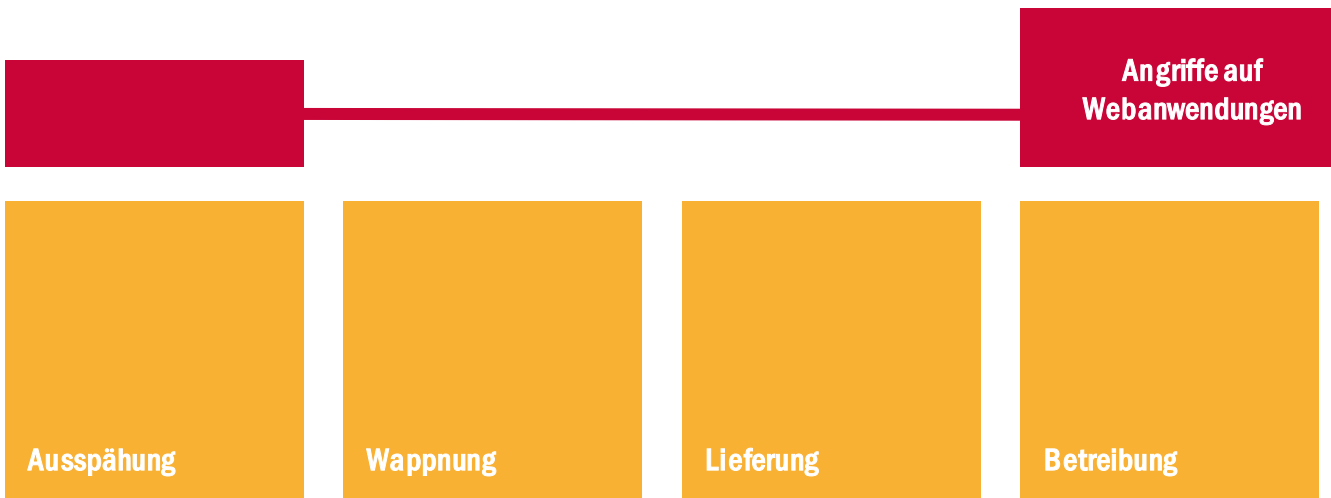 Angriffe auf
Webanwendungen
Ausspähung
Wappnung
Lieferung
Betreibung